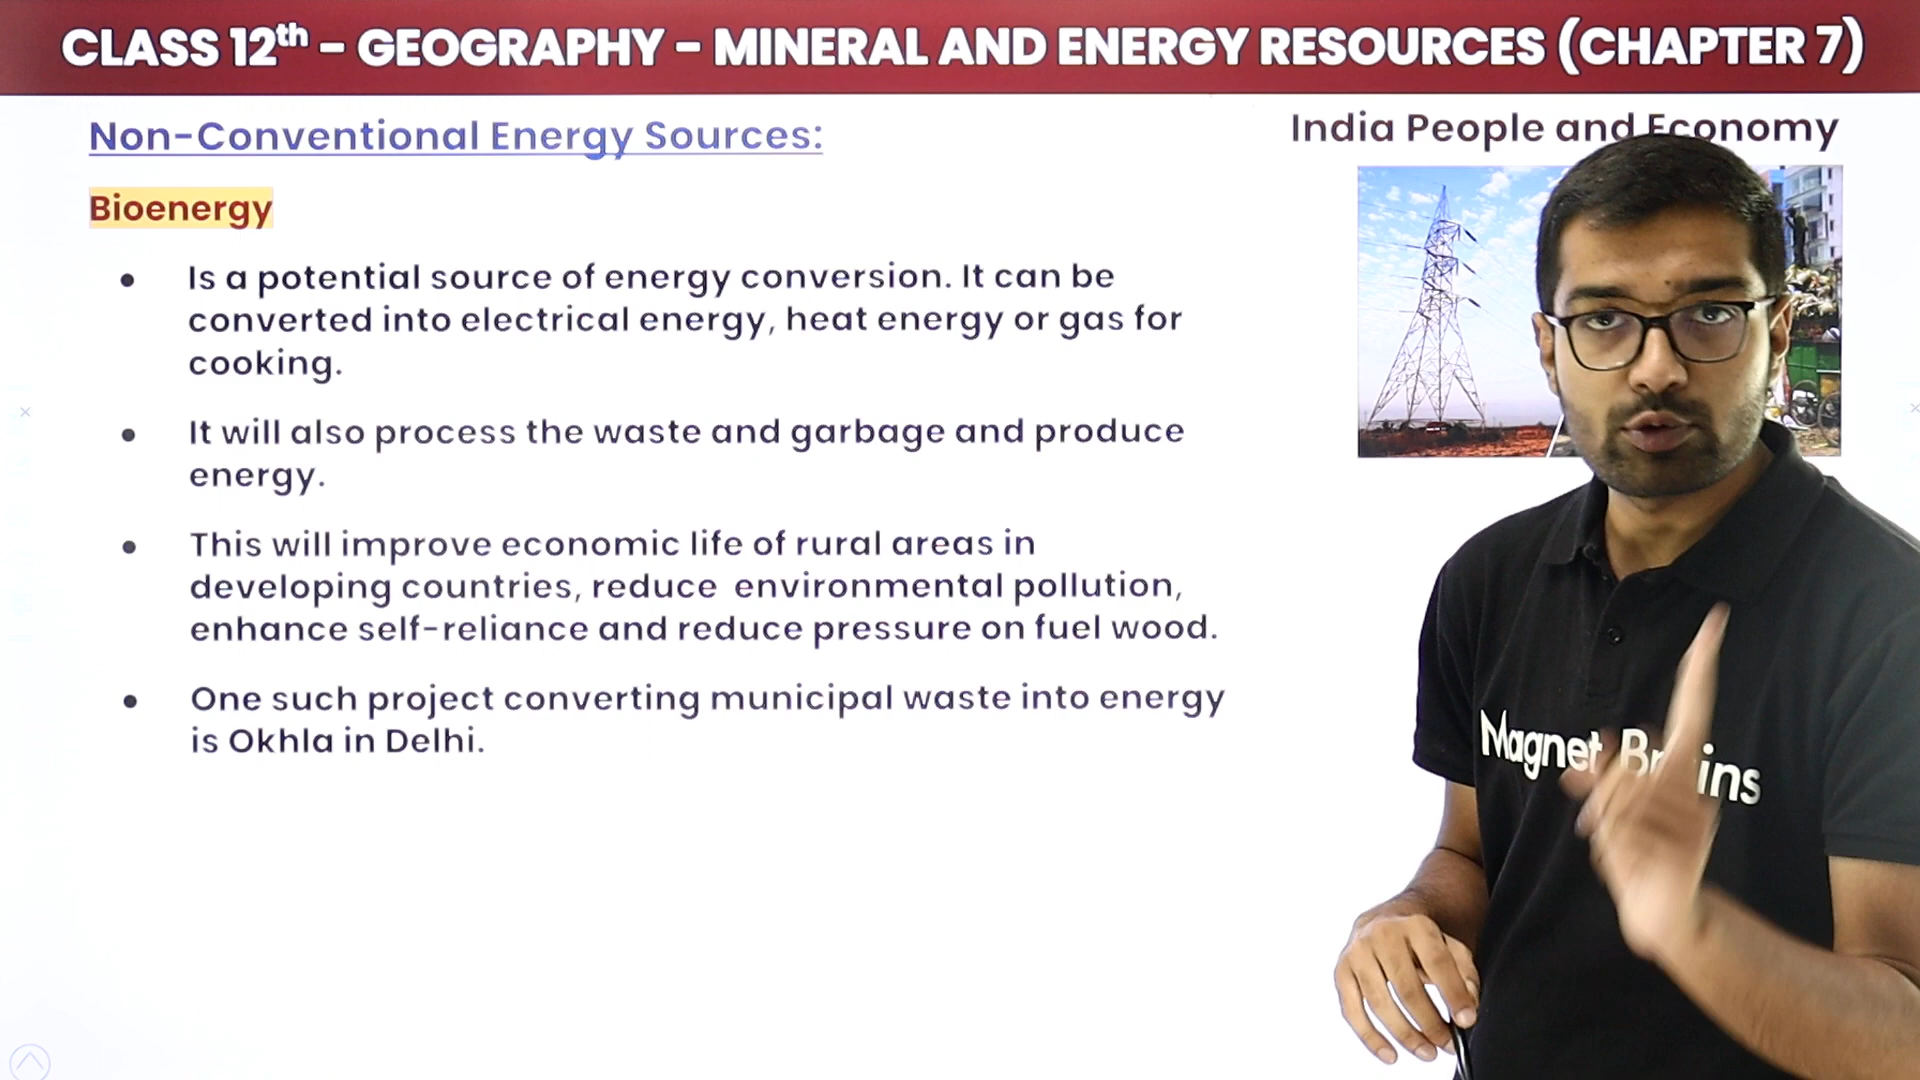 CLASS 12th - GEOGRAPHY - MINERAL AND ENERGY RESOURCES (CHAPTER 7)
Non-Conventional Energy Sources:
India People and Economy
Bioenergy
• Is a potential source of energy conversion. It can be
converted into electrical energy, heat energy or gas for
cooking.
• It will also process the waste and garbage and produce
energy.
• This will improve economic life of rural areas in
developing countries, reduce environmental pollution,
enhance self-reliance and reduce pressure on fuel wood.
• One such project converting municipal waste into energy
is Okhla in Delhi.
Magnet Brains